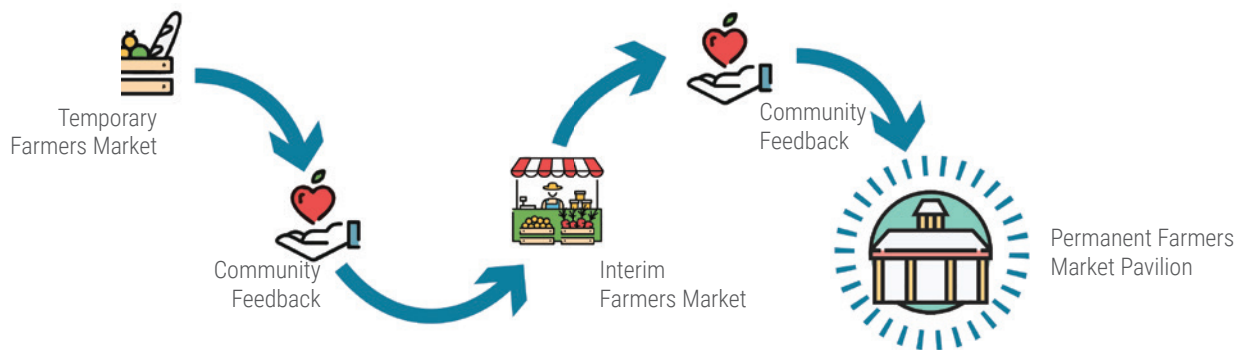 Temporary
Farmers Market
Community
Feedback
Interim
Farmers Market
Community
Feedback
Permanent Farmers
Market Pavilion